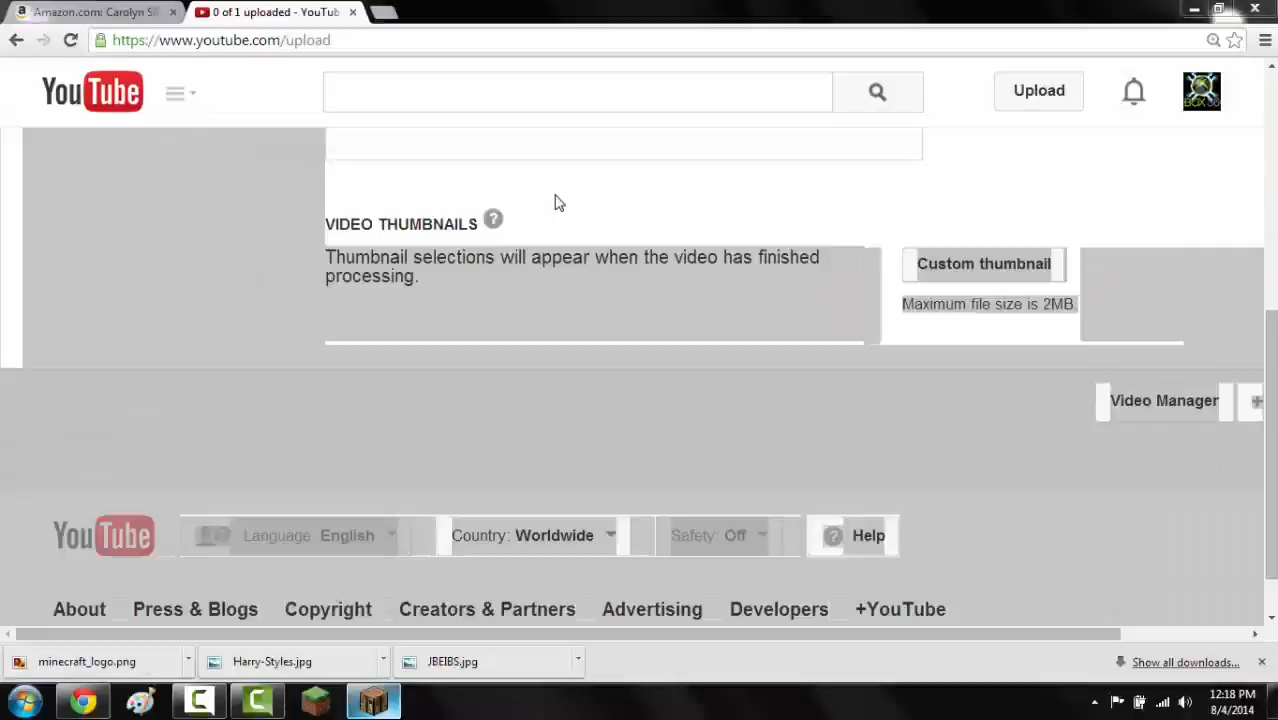 Amazon.com: Carolyn Sil
0 of 1 uploaded - YouTub
https://www.youtube.com/upload
YouTube
Upload
BOX 36
VIDEO THUMBNAILS ?
Thumbnail selections will appear when the video has finished
processing.
Custom thumbnail
Maximum file size is 2MB.
Video Manager
YouTube
Language: English
Country: Worldwide
Safety: Off
? Help
About Press & Blogs Copyright Creators & Partners Advertising Developers +YouTube
minecraft_logo.png
Harry-Styles.jpg
JBEIBS.jpg
Show all downloads...
12:18 PM
8/4/2014